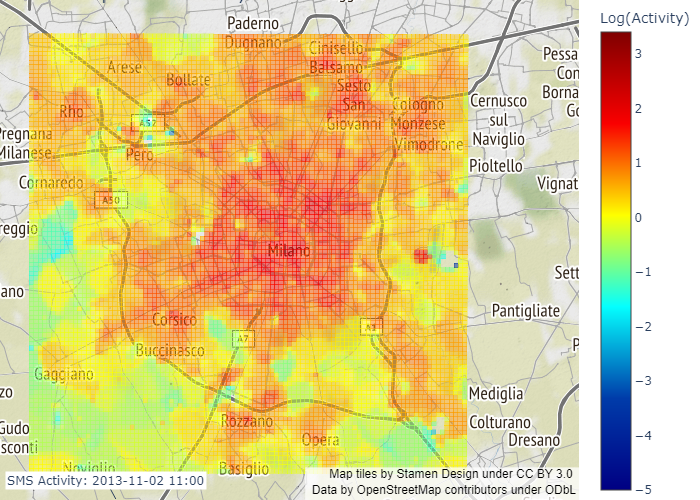 Log(Activity)
3
2
1
0
−1
−2
−3
−4
−5
Paderno
Dugnano
Cinisello
Balsamo
Arese
Bollate
Sesto
San
Giovanni
Cologno
Monzese
Rho
A52
Pero
Vimodrone
Cernusco
sul
Naviglio
Pessa
Con
Borna
Go
Pioltello
Pregnana
Milanese
Cornaredo
A50
Vignat
reggio
Milano
Sett
ano
Pantigliate
Corsico
A7
Buccinasco
Gaggiano
P
zo
Mediglia
Rozzano
Colturano
Gudo
sconti
Opera
Dresano
Noviglio
Basiglio
SMS Activity: 2013-11-02 11:00
Map tiles by Stamen Design under CC BY 3.0
Data by OpenStreetMap contributors under ODbL